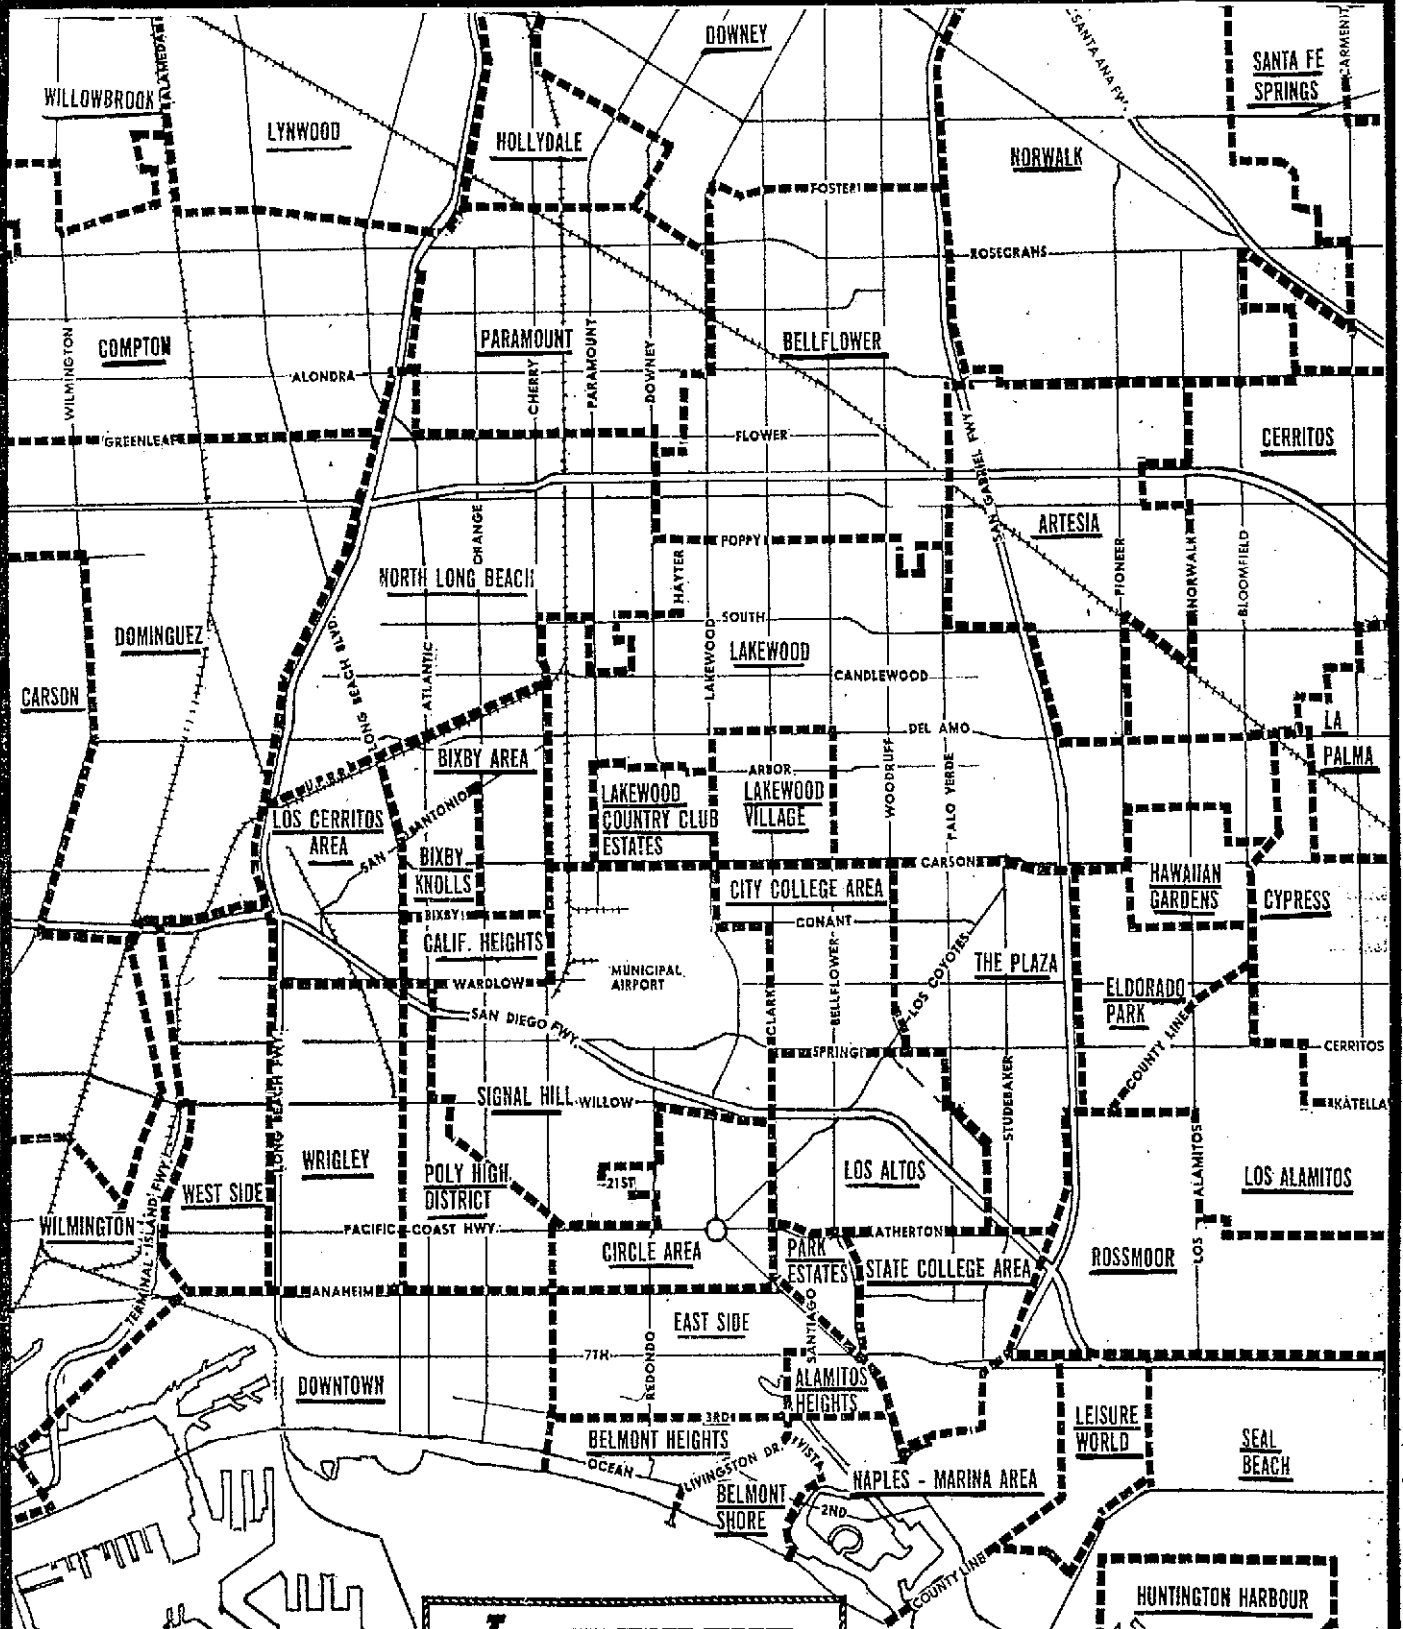 DOWNEY
SANTA ANA FWY.
SANTA FE
SPRINGS
CARMENITA
WILLOWBROOK
ALAMEDA
LYNWOOD
HOLLYDALE
NORWALK
FOSTER
ROSECRANS
COMPTON
WILMINGTON
PARAMOUNT
CHERRY
PARAMOUNT
DOWNEY
BELLFLOWER
ALONDRA
GREENLEAF
FLOWER
SAN GABRIEL FWY
CERRITOS
ARTESIA
ORANGE
POPPY
HAYTER
PIONEER
NORWALK
BLOOMFIELD
NORTH LONG BEACH
DOMINGUEZ
LONG BEACH BLVD.
LONG
ATLANTIC
SOUTH
LAKEWOOD
LAKEWOOD
CANDLEWOOD
CARSON
DEL AMO
LA
PALMA
BIXBY AREA
U.P.R.R.
ARBOR
WOODRUFF
PALO VERDE
LAKEWOOD
COUNTRY CLUB
ESTATES
LAKEWOOD
VILLAGE
LOS CERRITOS
AREA
SAN ANTONIO
BIXBY
KNOLLS
CARSON
CITY COLLEGE AREA
HAWAIIAN
GARDENS
CYPRESS
BIXBY
CONANT
CALIF. HEIGHTS
LOS COYOTES
THE PLAZA
WARDLOW
MUNICIPAL
AIRPORT
CLARK
BELLFLOWER
ELDORADO
PARK
COUNTY LINE
SAN DIEGO FWY.
SPRING
CERRITOS
LONG BEACH FWY.
SIGNAL HILL
WILLOW
STUDEBAKER
KATELLA
WRIGLEY
POLY HIGH
DISTRICT
21ST
LOS ALTOS
LOS ALAMITOS
LOS ALAMITOS
WEST SIDE
WILMINGTON
TERMINAL ISLAND FWY.
PACIFIC COAST HWY.
ATHERTON
CIRCLE AREA
PARK
ESTATES
STATE COLLEGE AREA
ROSSMOOR
ANAHEIM
SANTIAGO
EAST SIDE
7TH
REDONDO
DOWNTOWN
ALAMITOS
HEIGHTS
3RD
LEISURE
WORLD
BELMONT HEIGHTS
OCEAN
LIVINGSTON DR.
VISTA
SEAL
BEACH
NAPLES - MARINA AREA
BELMONT
SHORE
2ND
COUNTY LINE
HUNTINGTON HARBOUR